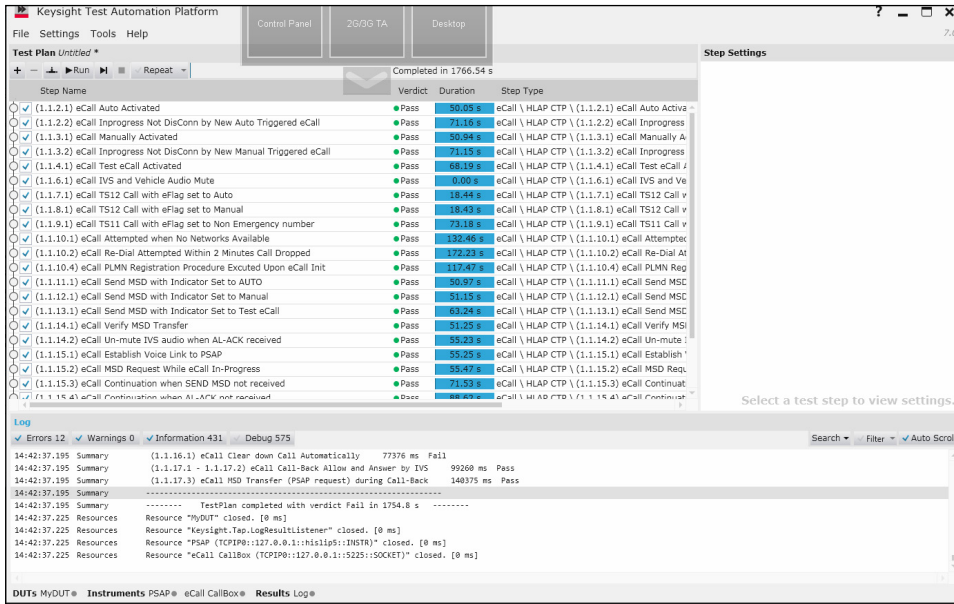 Keysight Test Automation Platform
Control Panel 2G/3G TA Desktop
? _ X
File Settings Tools Help
7.
Test Plan Untitled *
Step Settings
+ - Run Repeat Completed in 1766.54 s
Step Name Verdict Duration Step Type
(1.1.2.1) eCall Auto Activated Pass 50.05 s eCall \ HLAP CTP \ (1.1.2.1) eCall Auto Activa
(1.1.2.2) eCall Inprogress Not DisConn by New Auto Triggered eCall Pass 71.16 s eCall \ HLAP CTP \ (1.1.2.2) eCall Inprogress
(1.1.3.1) eCall Manually Activated Pass 50.94 s eCall \ HLAP CTP \ (1.1.3.1) eCall Manually A
(1.1.3.2) eCall Inprogress Not DisConn by New Manual Triggered eCall Pass 71.15 s eCall \ HLAP CTP \ (1.1.3.2) eCall Inprogress
(1.1.4.1) eCall Test eCall Activated Pass 68.19 s eCall \ HLAP CTP \ (1.1.4.1) eCall Test eCall
(1.1.6.1) eCall IVS and Vehicle Audio Mute Pass 0.00 s eCall \ HLAP CTP \ (1.1.6.1) eCall IVS and Ve
(1.1.7.1) eCall TS12 Call with eFlag set to Auto Pass 18.44 s eCall \ HLAP CTP \ (1.1.7.1) eCall TS12 Call
(1.1.8.1) eCall TS12 Call with eFlag set to Manual Pass 18.43 s eCall \ HLAP CTP \ (1.1.8.1) eCall TS12 Call
(1.1.9.1) eCall TS11 Call with eFlag set to Non Emergency number Pass 73.18 s eCall \ HLAP CTP \ (1.1.9.1) eCall TS11 Call
(1.1.10.1) eCall Attempted when No Networks Available Pass 132.46 s eCall \ HLAP CTP \ (1.1.10.1) eCall Attempted
(1.1.10.2) eCall Re-Dial Attempted Within 2 Minutes Call Dropped Pass 172.23 s eCall \ HLAP CTP \ (1.1.10.2) eCall Re-Dial At
(1.1.10.4) eCall PLMN Registration Procedure Excuted Upon eCall Init Pass 117.47 s eCall \ HLAP CTP \ (1.1.10.4) eCall PLMN Reg
(1.1.11.1) eCall Send MSD with Indicator Set to AUTO Pass 50.97 s eCall \ HLAP CTP \ (1.1.11.1) eCall Send MSD
(1.1.12.1) eCall Send MSD with Indicator Set to Manual Pass 51.15 s eCall \ HLAP CTP \ (1.1.12.1) eCall Send MSD
(1.1.13.1) eCall Send MSD with Indicator Set to Test eCall Pass 63.24 s eCall \ HLAP CTP \ (1.1.13.1) eCall Send MSD
(1.1.14.1) eCall Verify MSD Transfer Pass 51.25 s eCall \ HLAP CTP \ (1.1.14.1) eCall Verify MS
(1.1.14.2) eCall Un-mute IVS audio when AL-ACK received Pass 55.23 s eCall \ HLAP CTP \ (1.1.14.2) eCall Un-mute
(1.1.15.1) eCall Establish Voice Link to PSAP Pass 55.25 s eCall \ HLAP CTP \ (1.1.15.1) eCall Establish
(1.1.15.2) eCall MSD Request While eCall In-Progress Pass 55.47 s eCall \ HLAP CTP \ (1.1.15.2) eCall MSD Requ
(1.1.15.3) eCall Continuation when SEND MSD not received Pass 71.53 s eCall \ HLAP CTP \ (1.1.15.3) eCall Continuat
(1.1.15.4) eCall Continuation when AL-ACK not received Pass 88.62 s eCall \ HLAP CTP \ (1.1.15.4) eCall Continuat
Select a test step to view settings.
Log
Errors 12 Warnings 0 Information 431 Debug 575 Search Filter Auto Scrol
14:42:37.195 Summary (1.1.16.1) eCall Clear down Call Automatically 77376 ms Fail
14:42:37.195 Summary (1.1.17.1 - 1.1.17.2) eCall Call-Back Allow and Answer by IVS 99260 ms Pass
14:42:37.195 Summary (1.1.17.3) eCall MSD Transfer (PSAP request) during Call-Back 140375 ms Pass
14:42:37.195 Summary ----------------------------------------------------------------
14:42:37.195 Summary -------- TestPlan completed with verdict Fail in 1754.8 s --------
14:42:37.225 Resources Resource "MyDUT" closed. [0 ms]
14:42:37.225 Resources Resource "Keysight.Tap.LogResultListener" closed. [0 ms]
14:42:37.225 Resources Resource "PSAP (TCPIP0::127.0.0.1::hislip5::INSTR)" closed. [0 ms]
14:42:37.225 Resources Resource "eCall CallBox (TCPIP0::127.0.0.1::5225::SOCKET)" closed. [0 ms]
DUTs MyDUT Instruments PSAP eCall CallBox Results Log